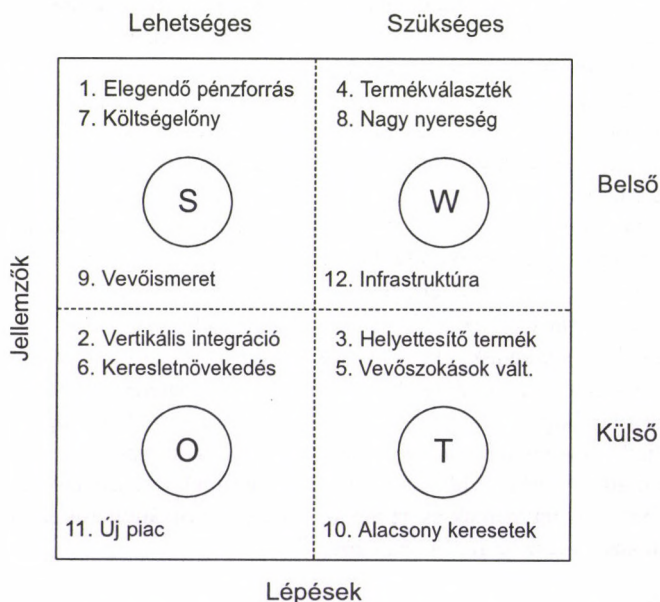 Lehetséges
Szükséges
1. Elegendő pénzforrás
7. Költségelőny
S
9. Vevőismeret
4. Termékválaszték
8. Nagy nyereség
W
12. Infrastruktúra
Belső
Jellemzők
2. Vertikális integráció
6. Keresletnövekedés
O
11. Új piac
3. Helyettesítő termék
5. Vevőszokások vált.
T
10. Alacsony keresetek
Külső
Lépések